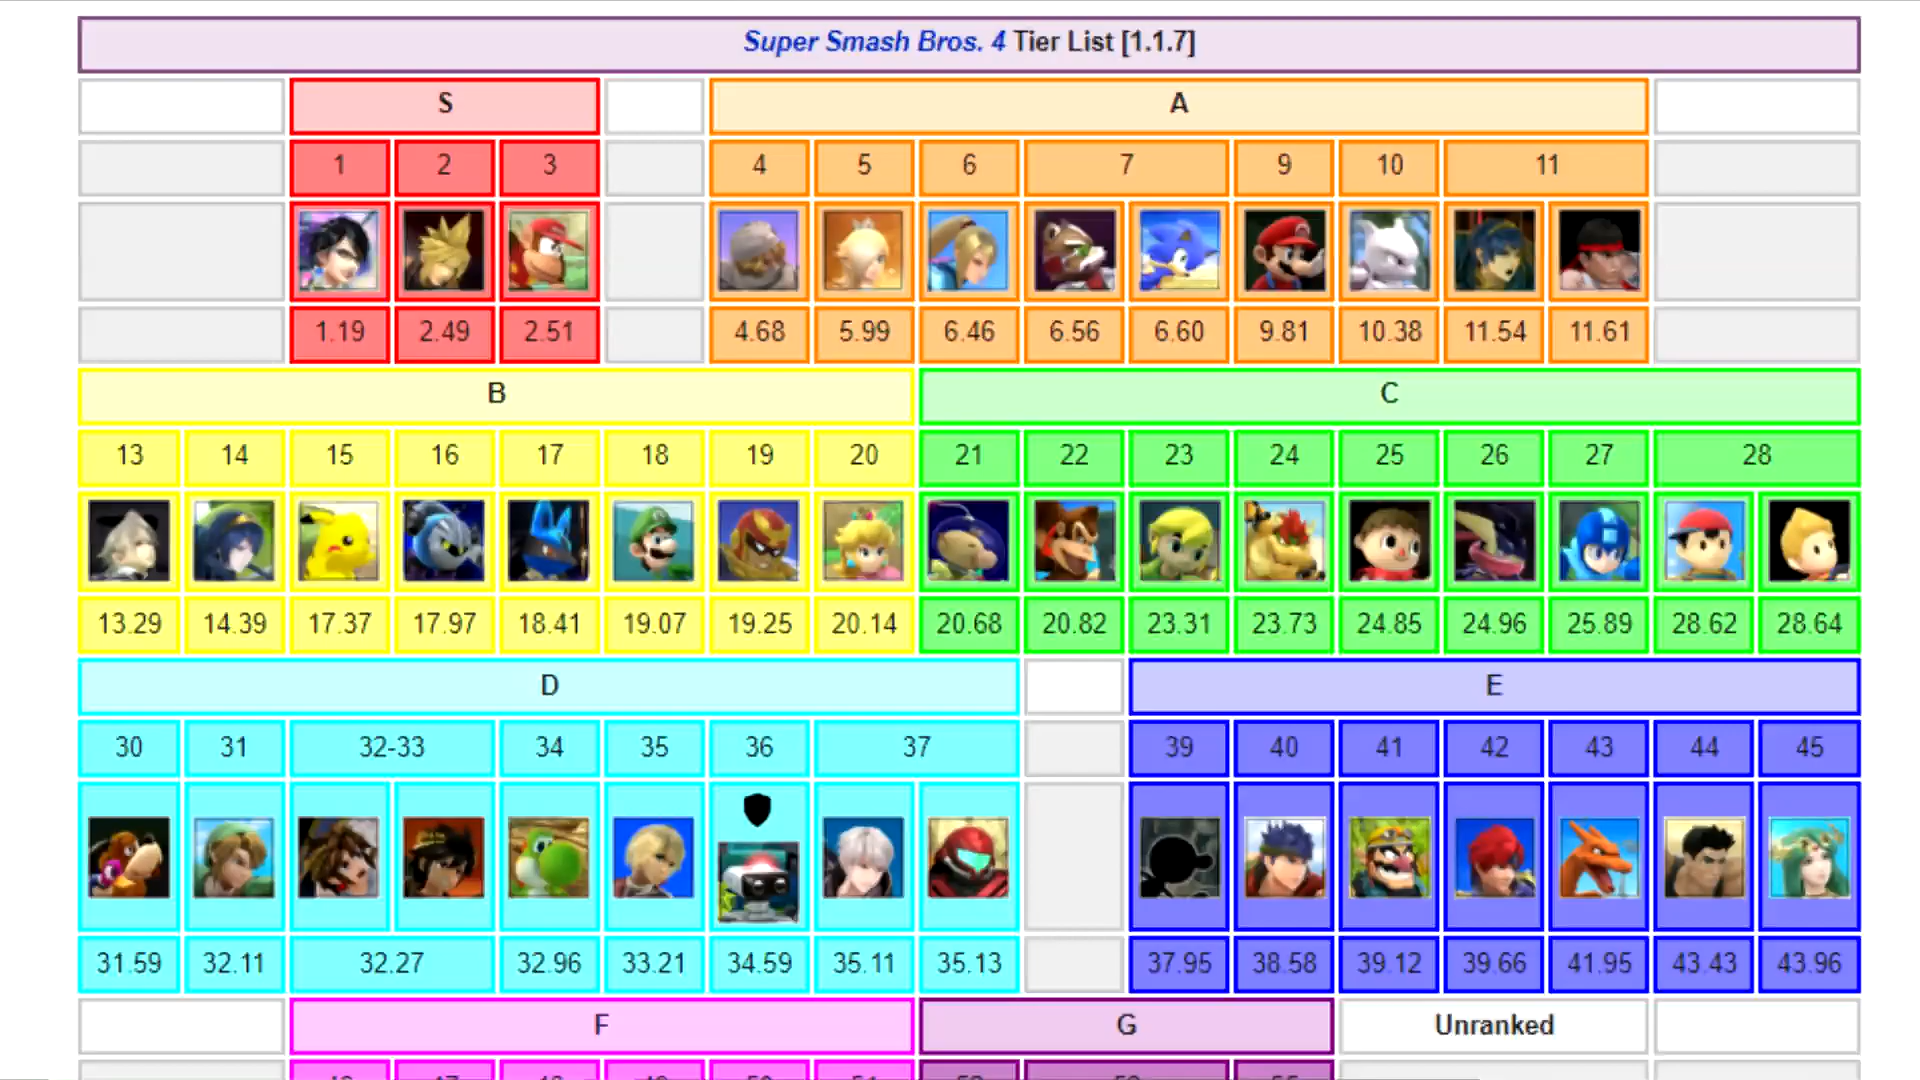 Super Smash Bros. 4 Tier List [1.1.7]
S A
1 2 3 4 5 6 7 9 10 11
1.19 2.49 2.51 4.68 5.99 6.46 6.56 6.60 9.81 10.38 11.54 11.61
B C
13 14 15 16 17 18 19 20 21 22 23 24 25 26 27 28
13.29 14.39 17.37 17.97 18.41 19.07 19.25 20.14 20.68 20.82 23.31 23.73 24.85 24.96 25.89 28.62 28.64
D E
30 31 32-33 34 35 36 37 39 40 41 42 43 44 45
31.59 32.11 32.27 32.96 33.21 34.59 35.11 35.13 37.95 38.58 39.12 39.66 41.95 43.43 43.96
F G Unranked